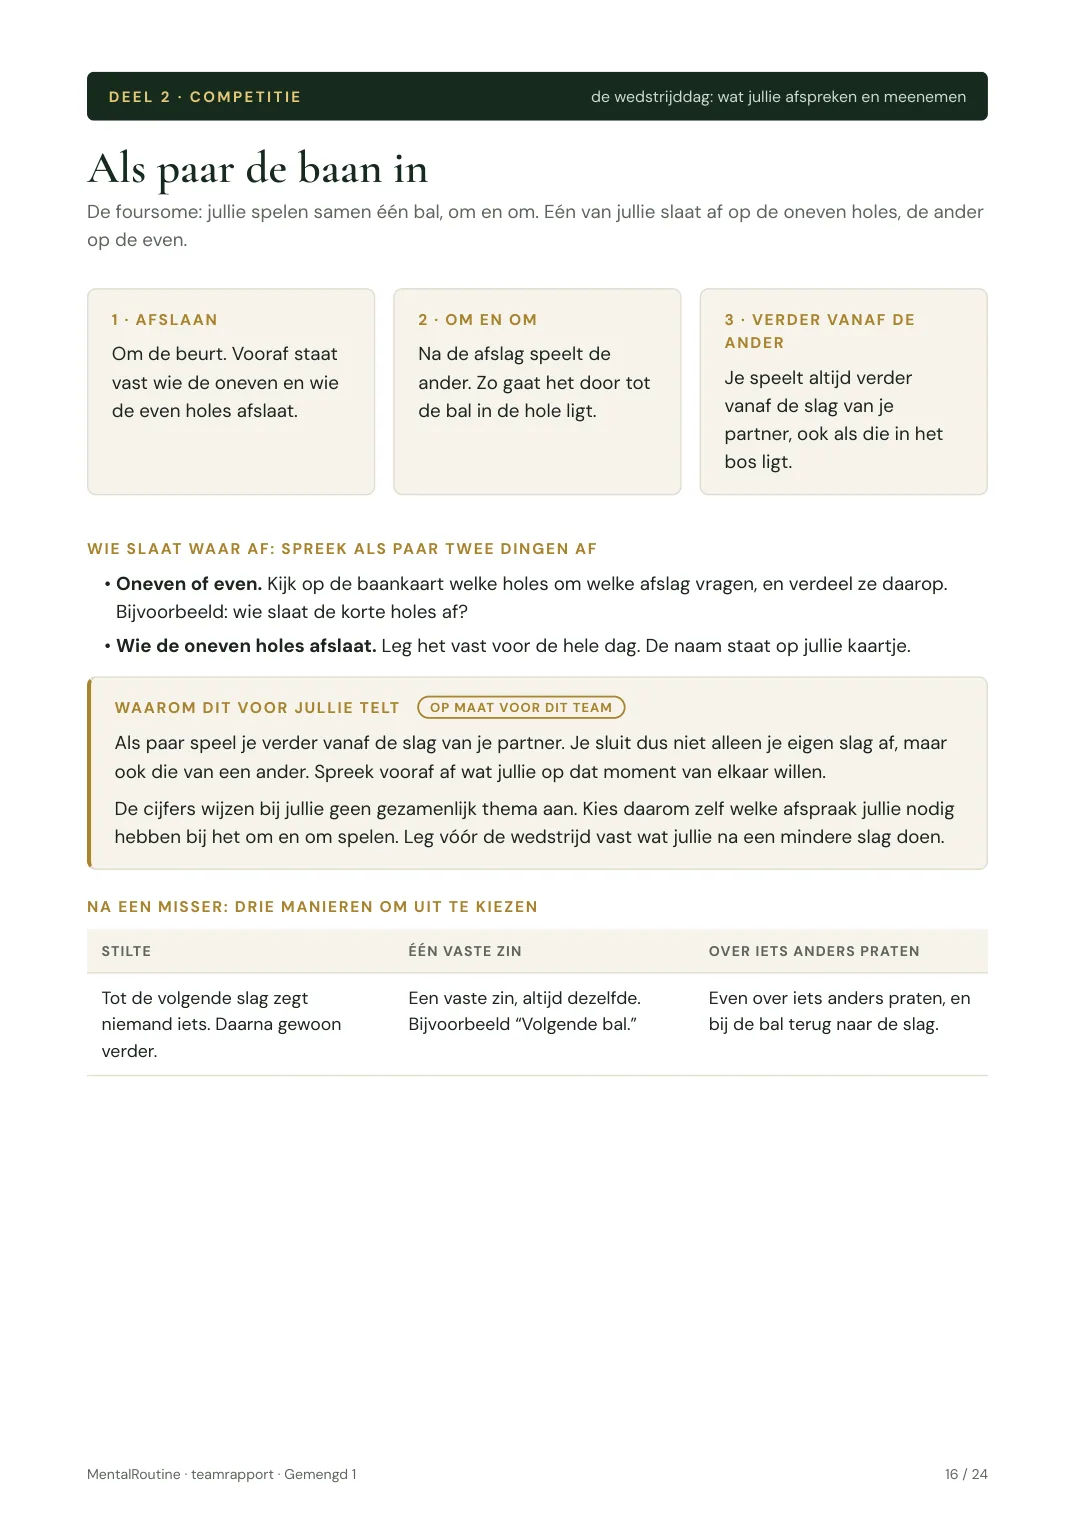 DEEL 2 · COMPETITIE
de wedstrijddag: wat jullie afspreken en meenemen
Als paar de baan in
De foursome: jullie spelen samen één bal, om en om. Eén van jullie slaat af op de oneven holes, de ander
op de even.
1 · AFSLAAN
Om de beurt. Vooraf staat
vast wie de oneven en wie
de even holes afslaat.
2 · OM EN OM
Na de afslag speelt de
ander. Zo gaat het door tot
de bal in de hole ligt.
3 · VERDER VANAF DE
ANDER
Je speelt altijd verder
vanaf de slag van je
partner, ook als die in het
bos ligt.
WIE SLAAT WAAR AF: SPREEK ALS PAAR TWEE DINGEN AF
• Oneven of even. Kijk op de baankaart welke holes om welke afslag vragen, en verdeel ze daarop.
Bijvoorbeeld: wie slaat de korte holes af?
• Wie de oneven holes afslaat. Leg het vast voor de hele dag. De naam staat op jullie kaartje.
WAAROM DIT VOOR JULLIE TELT OP MAAT VOOR DIT TEAM
Als paar speel je verder vanaf de slag van je partner. Je sluit dus niet alleen je eigen slag af, maar
ook die van een ander. Spreek vooraf af wat jullie op dat moment van elkaar willen.
De cijfers wijzen bij jullie geen gezamenlijk thema aan. Kies daarom zelf welke afspraak jullie nodig
hebben bij het om en om spelen. Leg vóór de wedstrijd vast wat jullie na een mindere slag doen.
NA EEN MISSER: DRIE MANIEREN OM UIT TE KIEZEN
STILTE
Tot de volgende slag zegt
niemand iets. Daarna gewoon
verder.
ÉÉN VASTE ZIN
Een vaste zin, altijd dezelfde.
Bijvoorbeeld “Volgende bal.”
OVER IETS ANDERS PRATEN
Even over iets anders praten, en
bij de bal terug naar de slag.
MentalRoutine · teamrapport · Gemengd 1
16 / 24